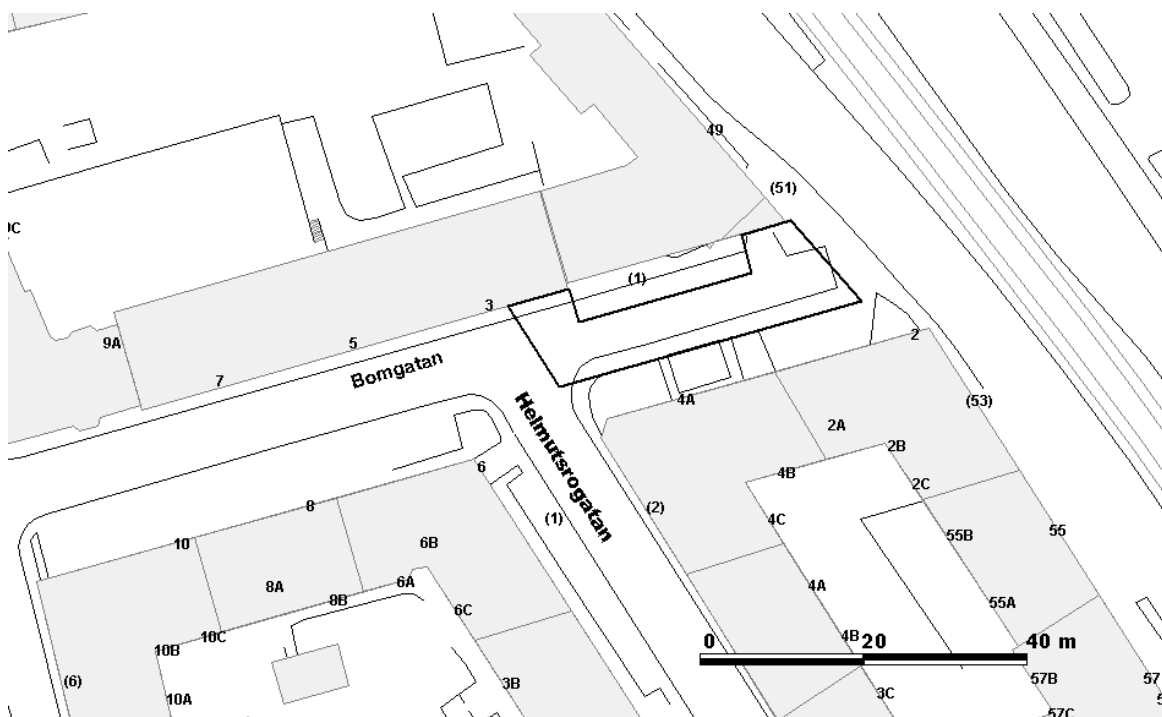 49
(51)
9C
(1)
3
9A
5
2
Bomgatan
7
(53)
4A
2A
2B
Helmutsrogatan
6
4B
2C
8
(2)
(1)
4C
10
6B
55B
55
8A
6A
4A
8B
55A
6C
10C
4B
0 20 40 m
10B
(6)
3B
57B
57
10A
3C
57C